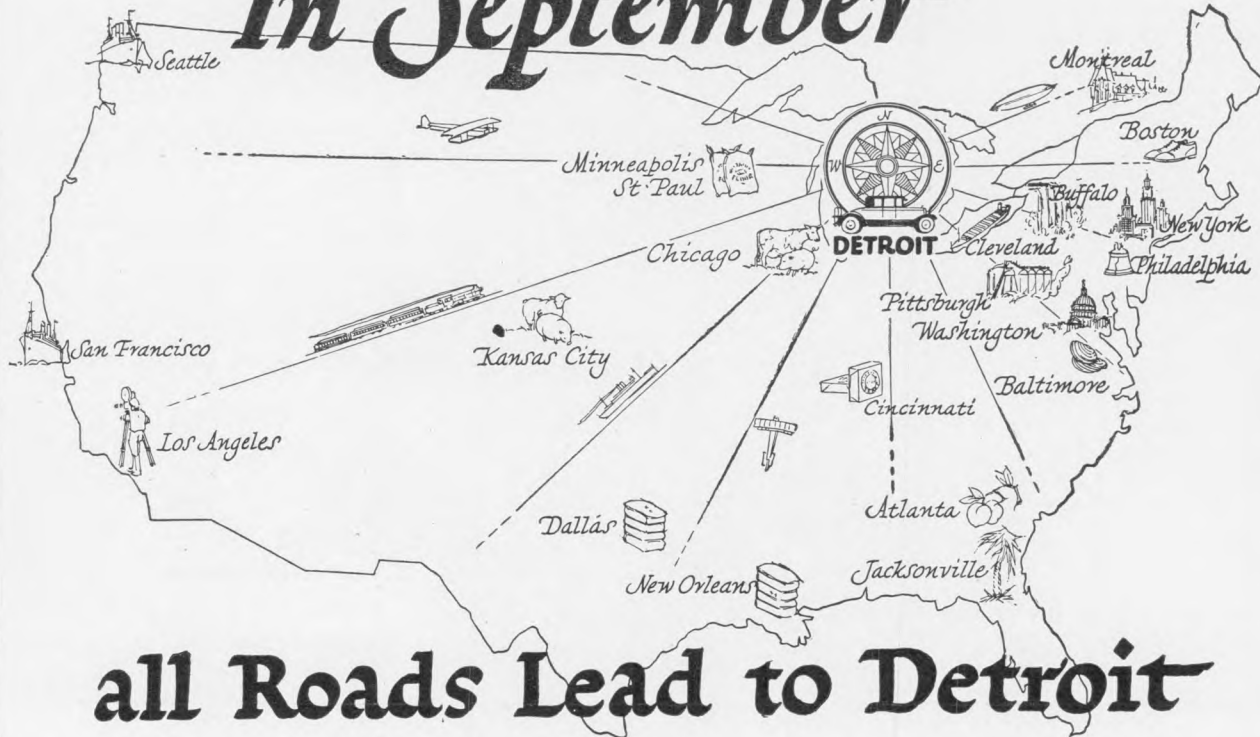 In September
Seattle
Montreal
Boston
Minneapolis
St. Paul
N
W
E
Buffalo
New York
DETROIT
Cleveland
Chicago
Philadelphia
Pittsburgh
Washington
San Francisco
Kansas City
Baltimore
Cincinnati
Los Angeles
Atlanta
Dallas
Jacksonville
New Orleans
all Roads Lead to Detroit